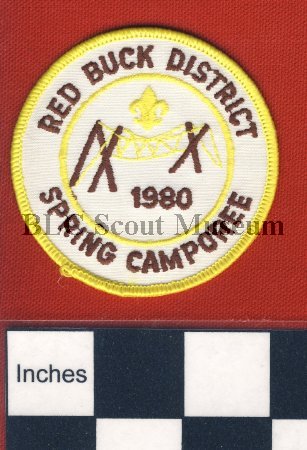 RED BUCK DISTRICT
1980
SPRING CAMPOREE
BLC Scout Museum
Inches